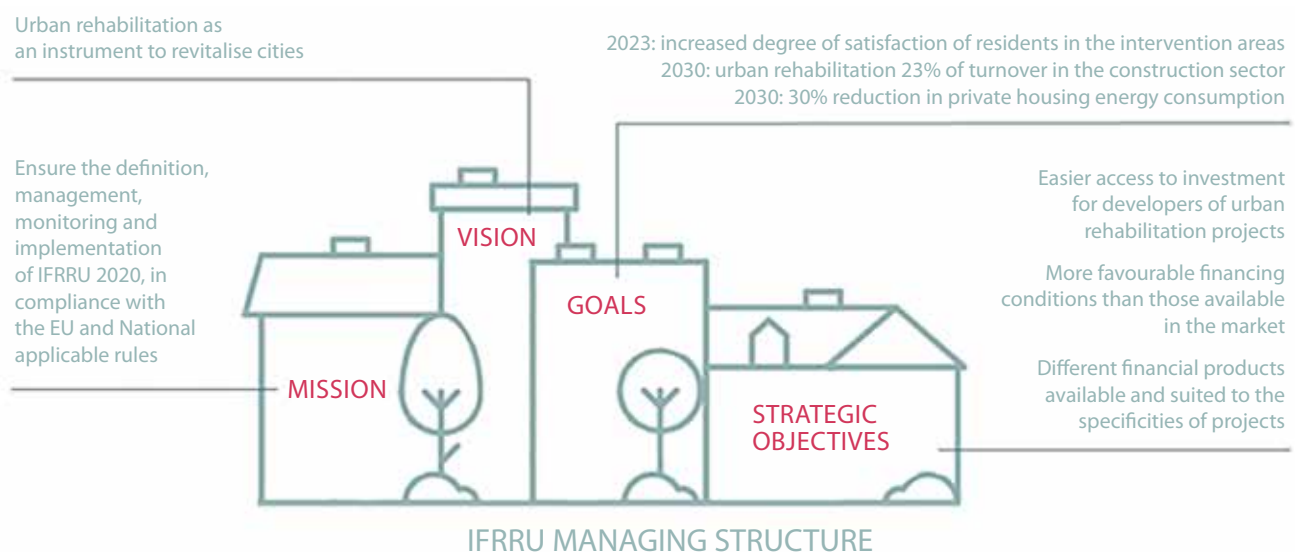 Urban rehabilitation as
an instrument to revitalise cities
2023: increased degree of satisfaction of residents in the intervention areas
2030: urban rehabilitation 23% of turnover in the construction sector
2030: 30% reduction in private housing energy consumption
Ensure the definition,
management,
monitoring and
implementation
of IFRRU 2020, in
compliance with
the EU and National
applicable rules
Easier access to investment
for developers of urban
rehabilitation projects
More favourable financing
conditions than those available
in the market
Different financial products
available and suited to the
specificities of projects
VISION
GOALS
MISSION
STRATEGIC
OBJECTIVES
IFRRU MANAGING STRUCTURE